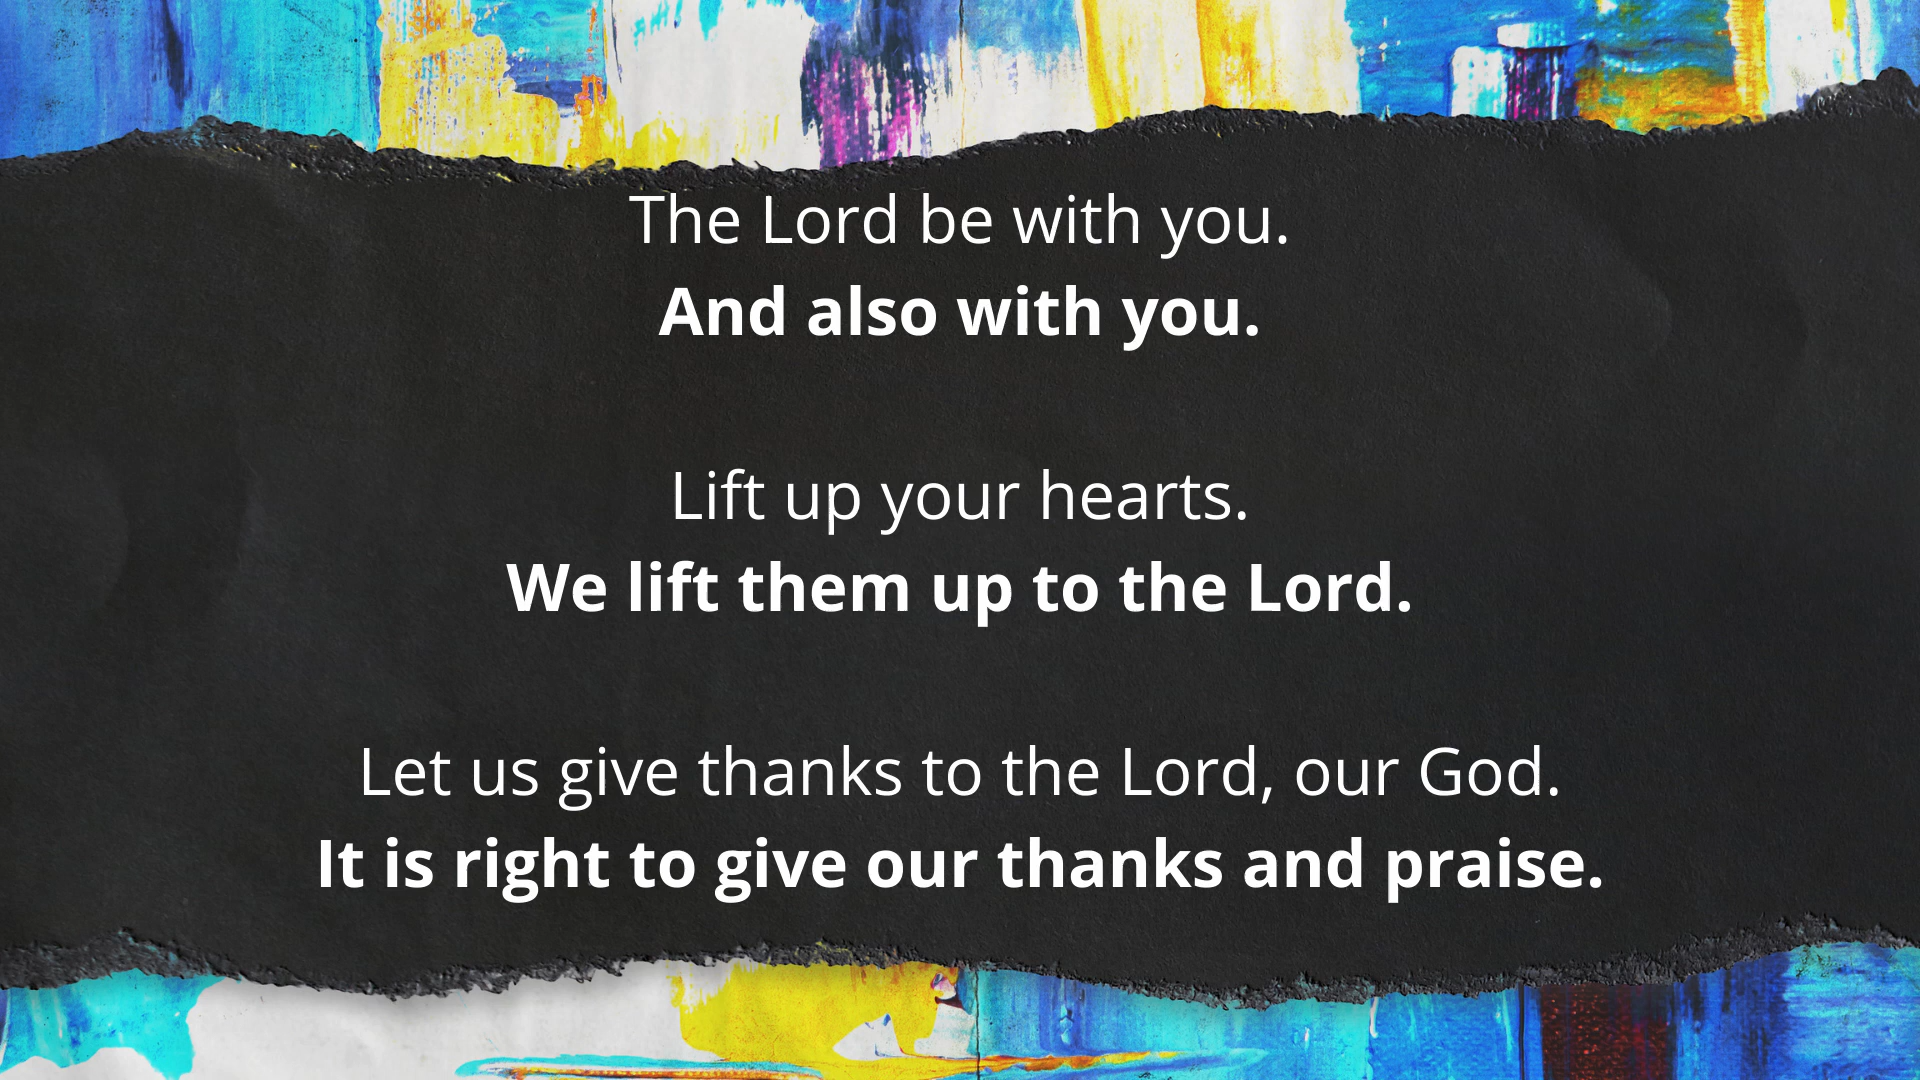 The Lord be with you.
And also with you.
Lift up your hearts.
We lift them up to the Lord.
Let us give thanks to the Lord, our God.
It is right to give our thanks and praise.